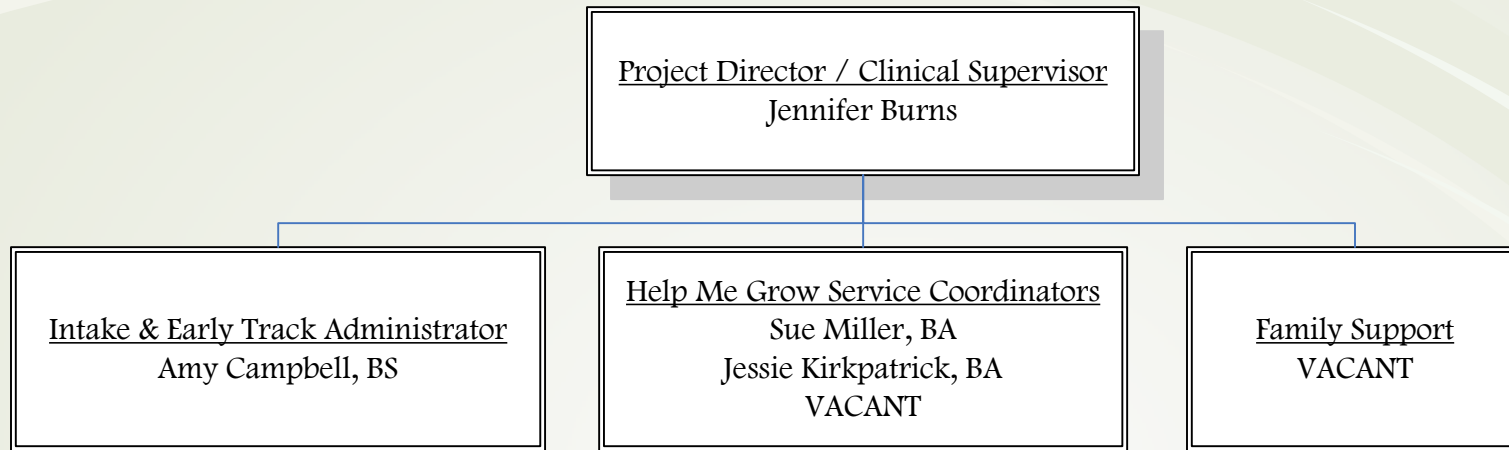 Project Director / Clinical Supervisor
Jennifer Burns
Intake & Early Track Administrator
Amy Campbell, BS
Help Me Grow Service Coordinators
Sue Miller, BA
Jessie Kirkpatrick, BA
VACANT
Family Support
VACANT